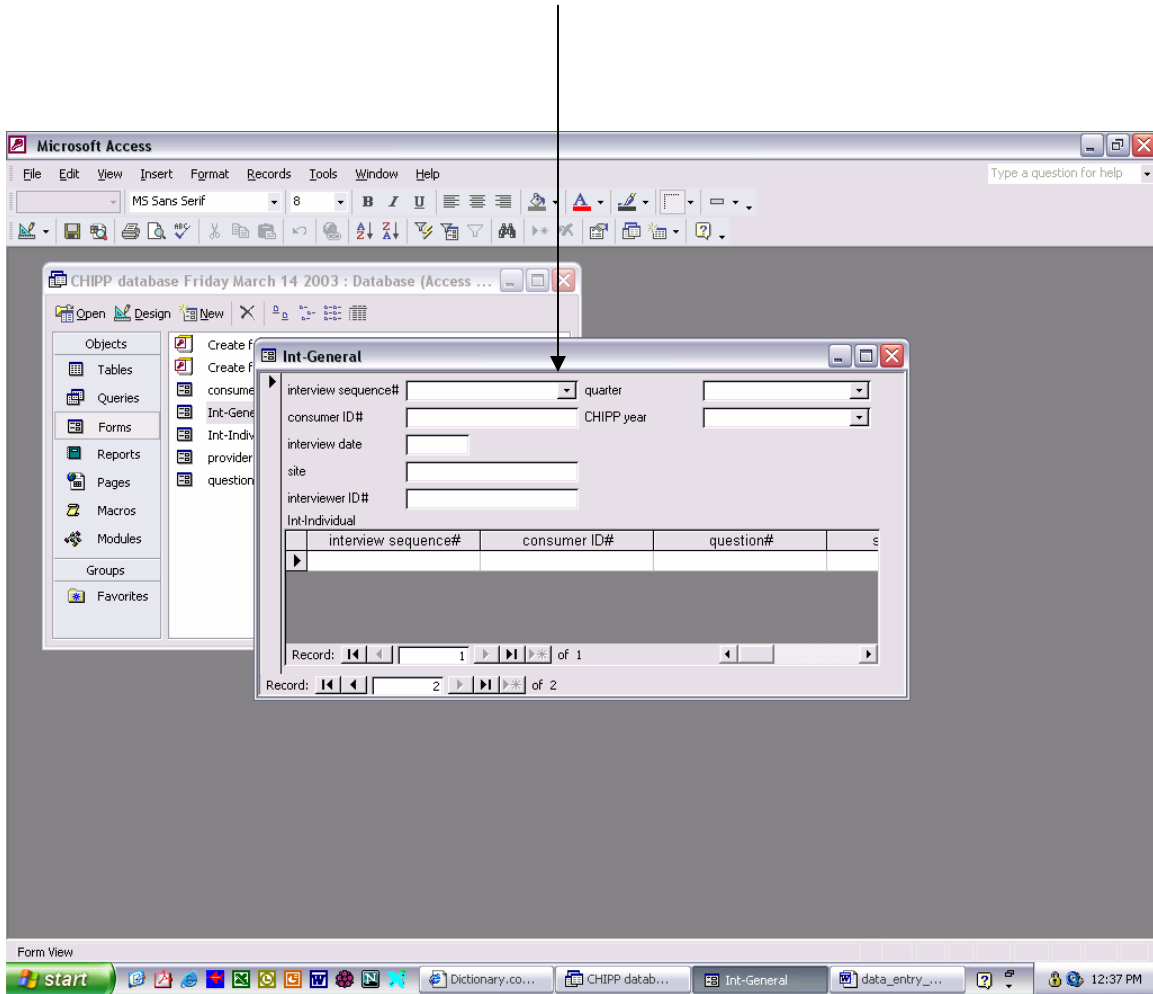 Microsoft Access
File Edit View Insert Format Records Tools Window Help Type a question for help
MS Sans Serif 8 B I U A
CHIPP database Friday March 14 2003 : Database (Access ...
Open Design New
Objects
Tables
Queries
Forms
Reports
Pages
Macros
Modules
Groups
Favorites
Create f
Create f
consume
Int-Gene
Int-Indiv
provider
question
Int-General
interview sequence# quarter
consumer ID# CHIPP year
interview date
site
interviewer ID#
Int-Individual
interview sequence# consumer ID# question# s
Record: 1 of 1
Record: 2 of 2
Form View
start Dictionary.co... CHIPP datab... Int-General data_entry_... 12:37 PM